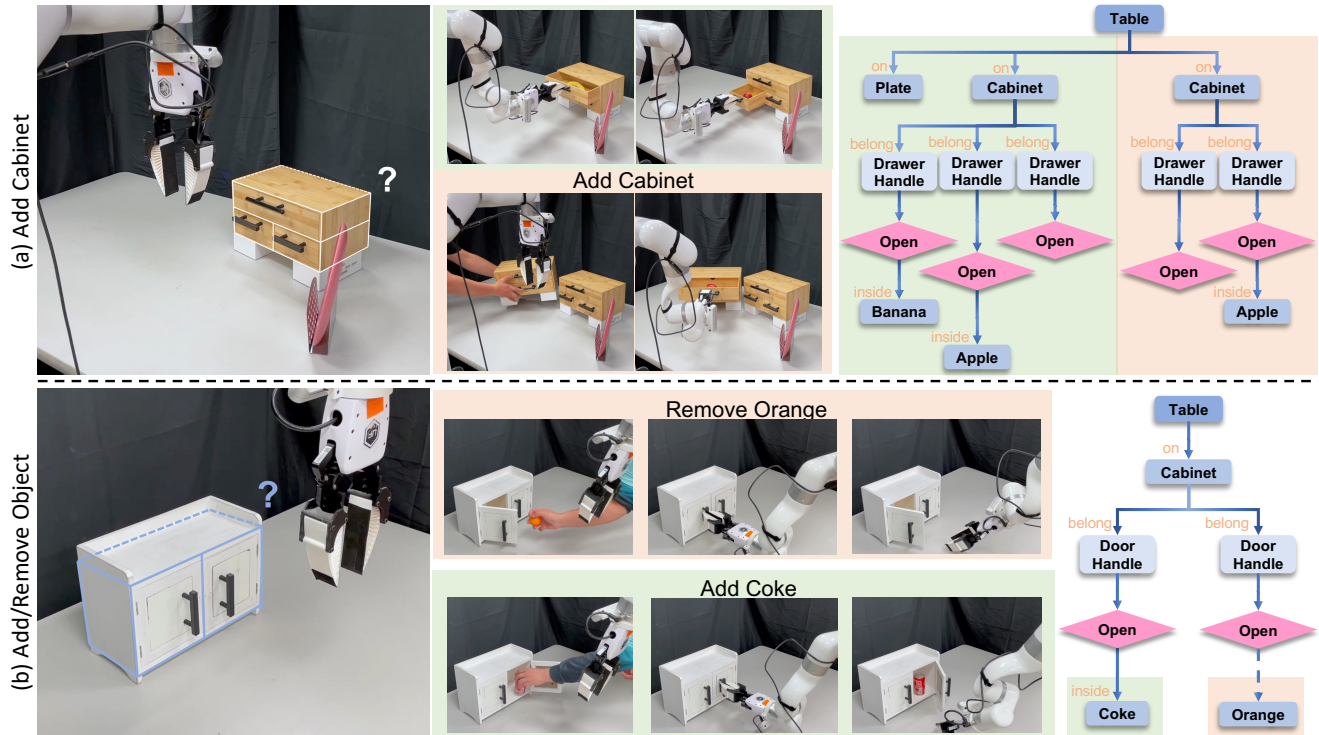 (a) Add Cabinet
?
Add Cabinet
Table
on
on
on
Plate
Cabinet
Cabinet
belong
belong
belong
belong
belong
Drawer
Handle
Drawer
Handle
Drawer
Handle
Drawer
Handle
Drawer
Handle
Open
Open
Open
Open
Open
inside
Banana
inside
Apple
inside
Apple
(b) Add/Remove Object
?
Remove Orange
Add Coke
Table
on
Cabinet
belong
belong
Door
Handle
Door
Handle
Open
Open
inside
Coke
Orange